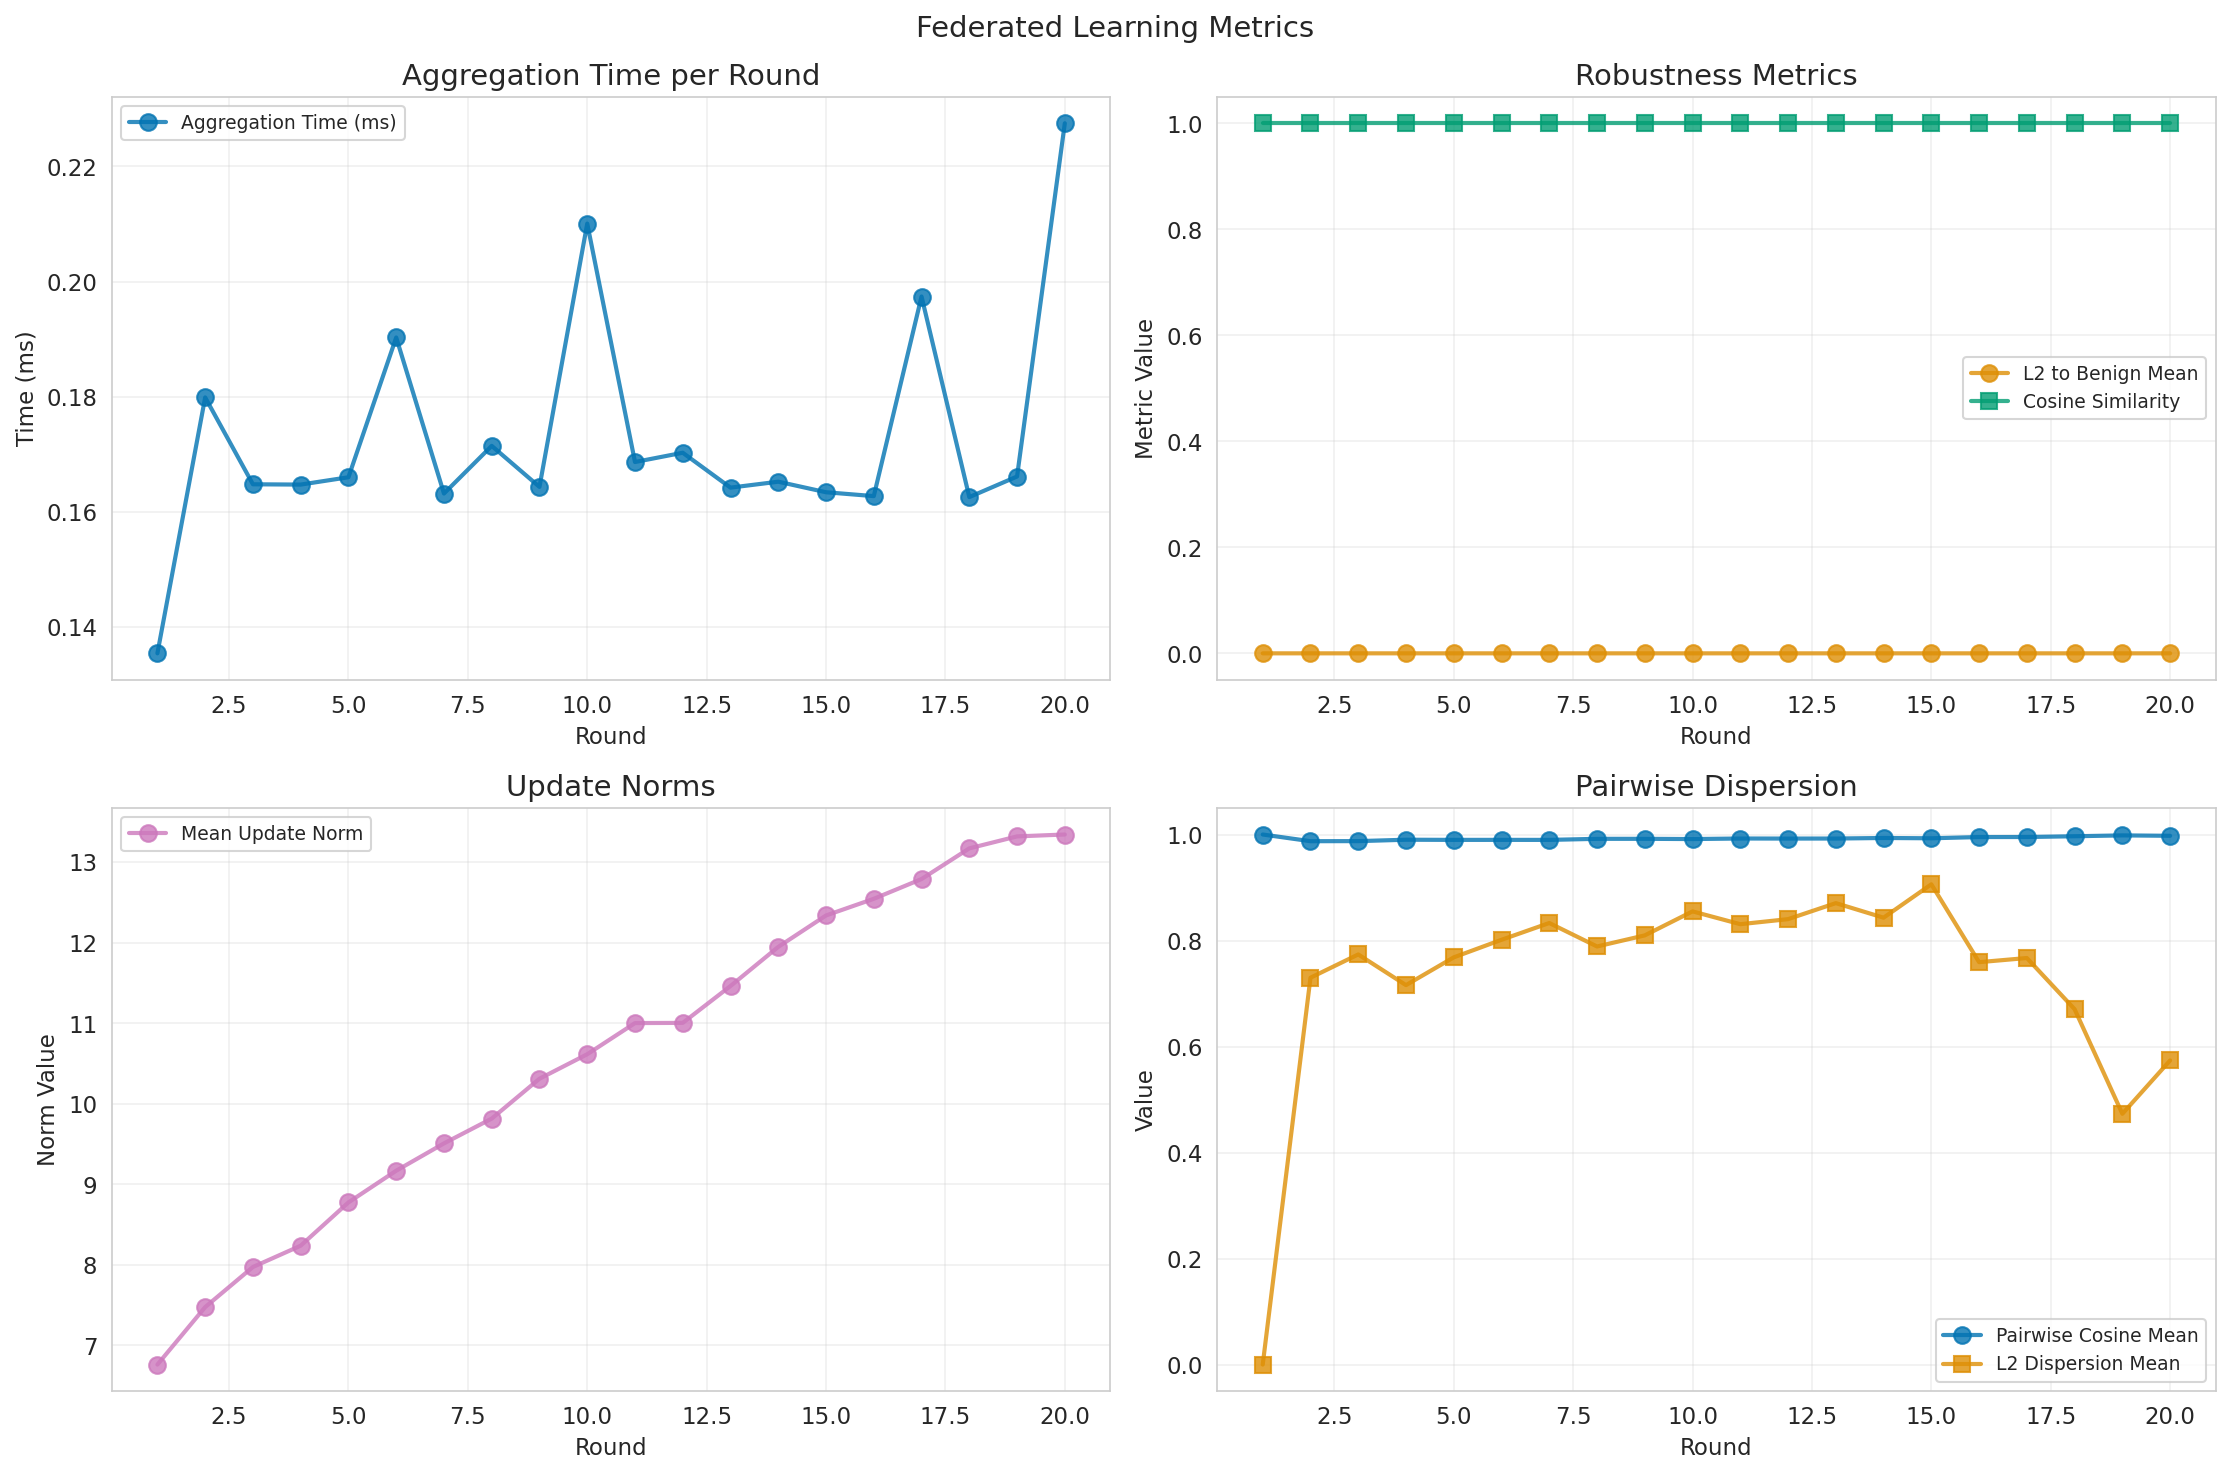 Federated Learning Metrics
Aggregation Time per Round
Aggregation Time (ms)
Time (ms)
0.22
0.20
0.18
0.16
0.14
2.5 5.0 7.5 10.0 12.5 15.0 17.5 20.0
Round
Robustness Metrics
Metric Value
1.0
0.8
0.6
0.4
0.2
0.0
L2 to Benign Mean
Cosine Similarity
2.5 5.0 7.5 10.0 12.5 15.0 17.5 20.0
Round
Update Norms
Mean Update Norm
Norm Value
13
12
11
10
9
8
7
2.5 5.0 7.5 10.0 12.5 15.0 17.5 20.0
Round
Pairwise Dispersion
Value
1.0
0.8
0.6
0.4
0.2
0.0
Pairwise Cosine Mean
L2 Dispersion Mean
2.5 5.0 7.5 10.0 12.5 15.0 17.5 20.0
Round